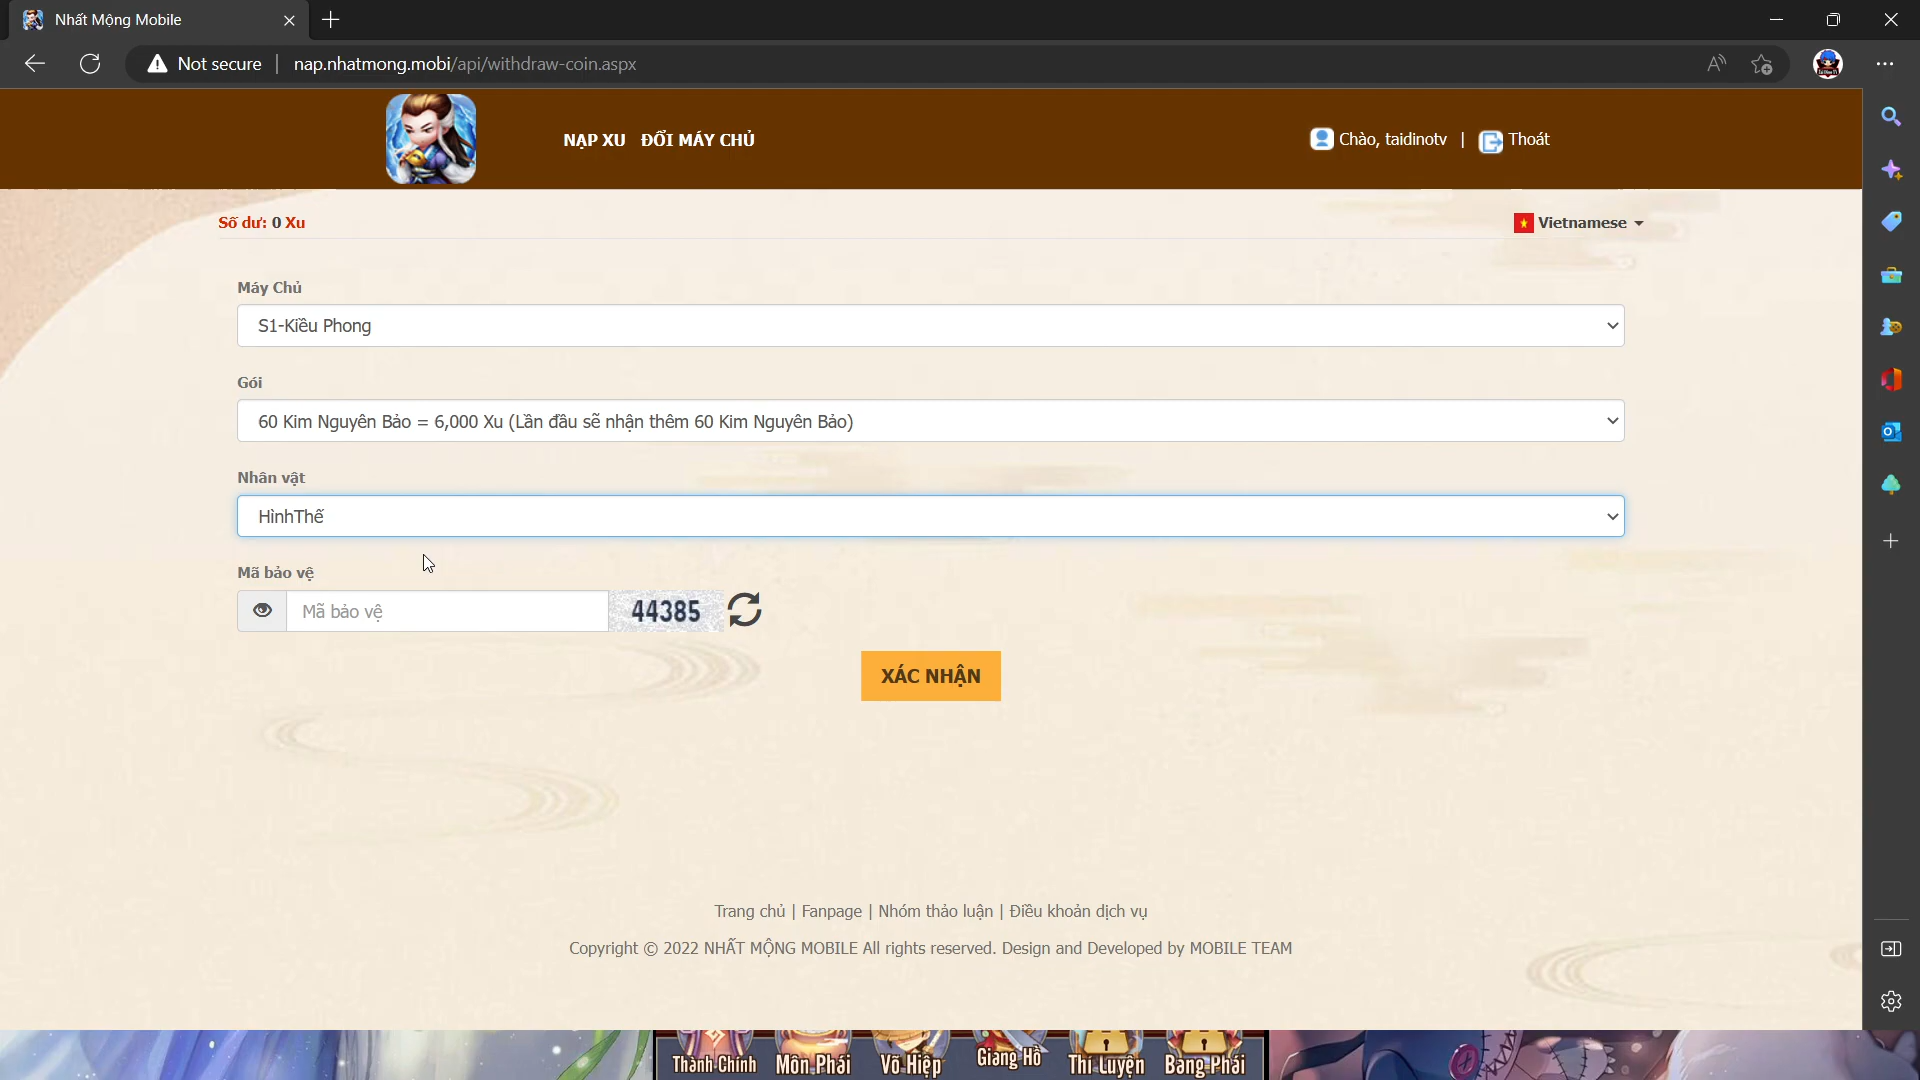 Nhất Mộng Mobile
Not secure | nap.nhatmong.mobi/api/withdraw-coin.aspx
NẠP XU ĐỔI MÁY CHỦ
Chào, taidinotv | Thoát
Số dư: 0 Xu
Vietnamese
Máy Chủ
S1-Kiều Phong
Gói
60 Kim Nguyên Bảo = 6,000 Xu (Lần đầu sẽ nhận thêm 60 Kim Nguyên Bảo)
Nhân vật
HìnhThế
Mã bảo vệ
Mã bảo vệ
44385
XÁC NHẬN
Trang chủ | Fanpage | Nhóm thảo luận | Điều khoản dịch vụ
Copyright © 2022 NHẤT MỘNG MOBILE All rights reserved. Design and Developed by MOBILE TEAM
Thành Chính Môn Phái Võ Hiệp Giang Hồ Thí Luyện Bang Phái